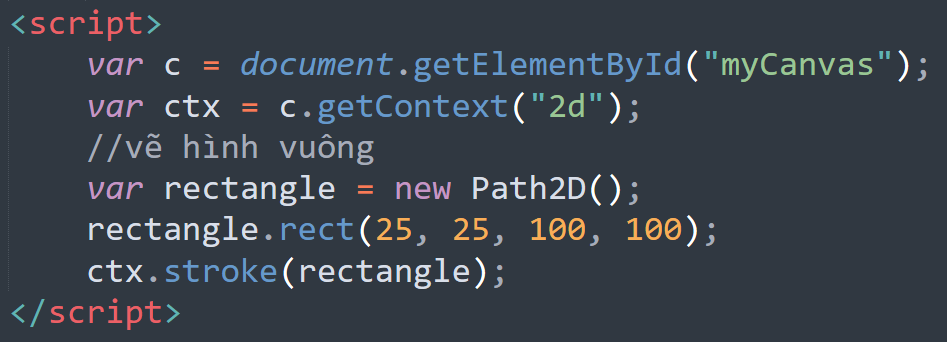 <script>
var c = document.getElementById("myCanvas");
var ctx = c.getContext("2d");
//vẽ hình vuông
var rectangle = new Path2D();
rectangle.rect(25, 25, 100, 100);
ctx.stroke(rectangle);
</script>